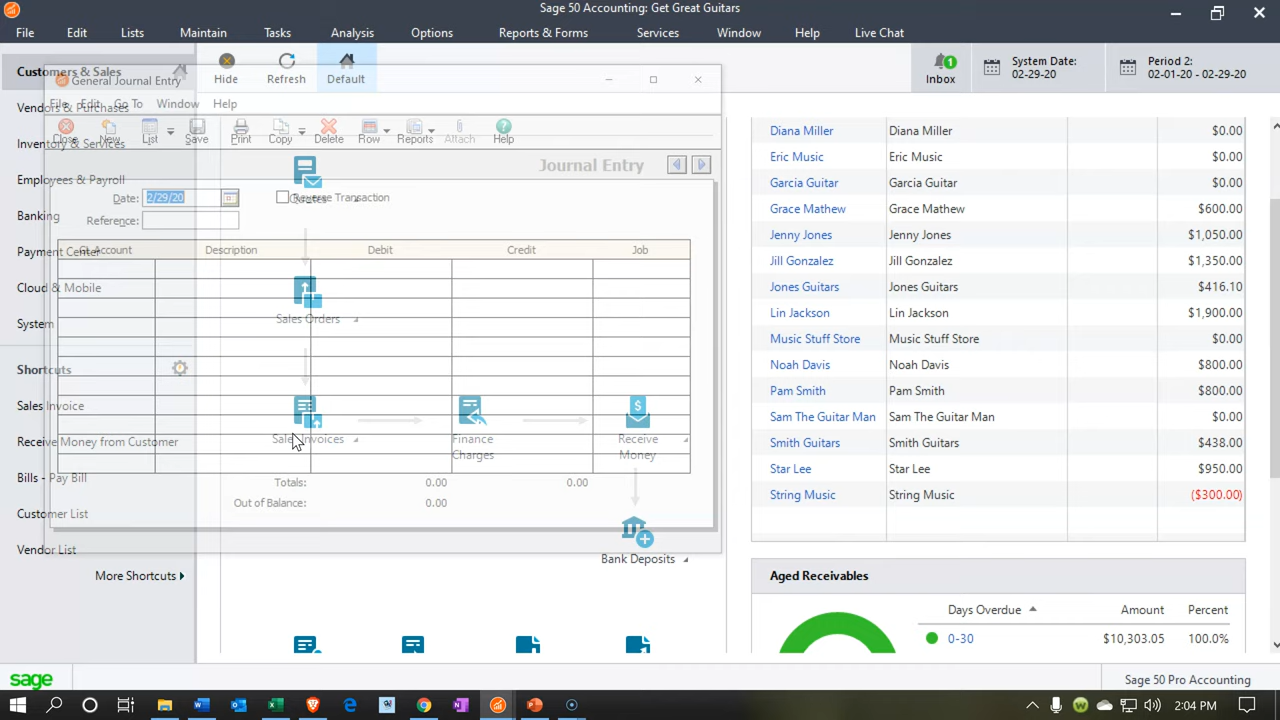 Sage 50 Accounting: Get Great Guitars
File Edit Lists Maintain Tasks Analysis Options Reports & Forms Services Window Help Live Chat
Customers & Sales
Vendors & Purchases
Inventory & Services
Employees & Payroll
Banking
Payment Center
Cloud & Mobile
System
Shortcuts
Sales Invoice
Receive Money from Customer
Bills - Pay Bill
Customer List
Vendor List
More Shortcuts
Hide Refresh Default
Inbox 1
System Date:
02-29-20
Period 2:
02-01-20 - 02-29-20
General Journal Entry
File Edit Go To Window Help
Close New List Save Print Copy Delete Row Reports Attach Help
Journal Entry
Date: 2/29/20 Reverse Transaction
Reference:
GL Account Description Debit Credit Job
Totals: 0.00 0.00
Out of Balance: 0.00
Quotes
Sales Orders
Sales Invoices
Finance
Charges
Receive
Money
Bank Deposits
Diana Miller Diana Miller $0.00
Eric Music Eric Music $0.00
Garcia Guitar Garcia Guitar $0.00
Grace Mathew Grace Mathew $600.00
Jenny Jones Jenny Jones $1,050.00
Jill Gonzalez Jill Gonzalez $1,350.00
Jones Guitars Jones Guitars $416.10
Lin Jackson Lin Jackson $1,900.00
Music Stuff Store Music Stuff Store $0.00
Noah Davis Noah Davis $800.00
Pam Smith Pam Smith $800.00
Sam The Guitar Man Sam The Guitar Man $0.00
Smith Guitars Smith Guitars $438.00
Star Lee Star Lee $950.00
String Music String Music ($300.00)
Aged Receivables
Days Overdue Amount Percent
0-30 $10,303.05 100.0%
sage
Sage 50 Pro Accounting
2:04 PM